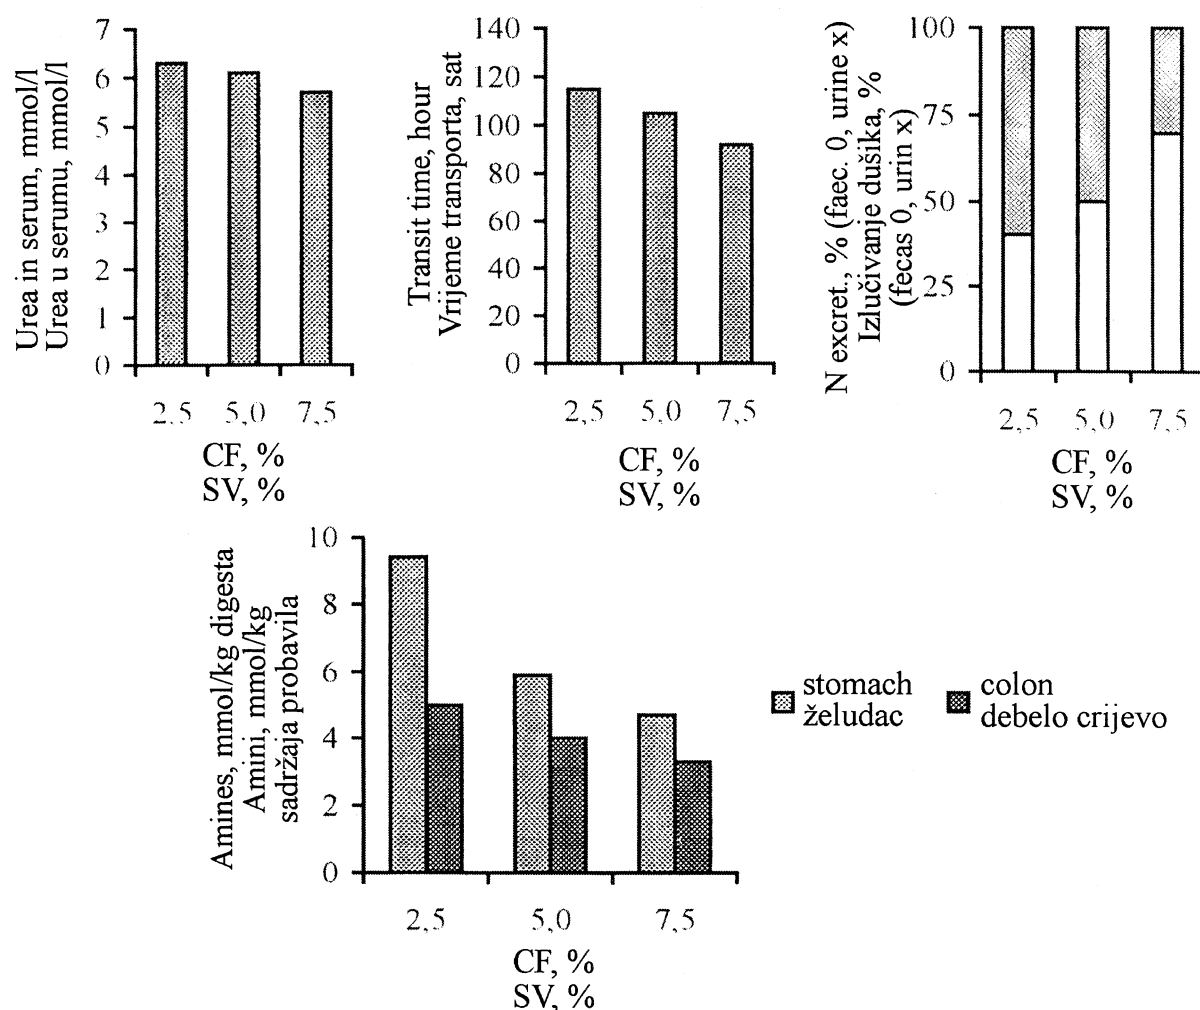 Urea in serum, mmol/l
Urea u serumu, mmol/l
7
6
5
4
3
2
1
0
2,5 5,0 7,5
CF, %
SV, %
Transit time, hour
Vrijeme transporta, sat
140
120
100
80
60
40
20
0
2,5 5,0 7,5
CF, %
SV, %
N excret., % (faec. 0, urine x)
Izlučivanje dušika, %
(fecas 0, urin x)
100
75
50
25
0
2,5 5,0 7,5
CF, %
SV, %
Amines, mmol/kg digesta
Amini, mmol/kg
sadržaja probavila
10
8
6
4
2
0
2,5 5,0 7,5
CF, %
SV, %
stomach
želudac
colon
debelo crijevo